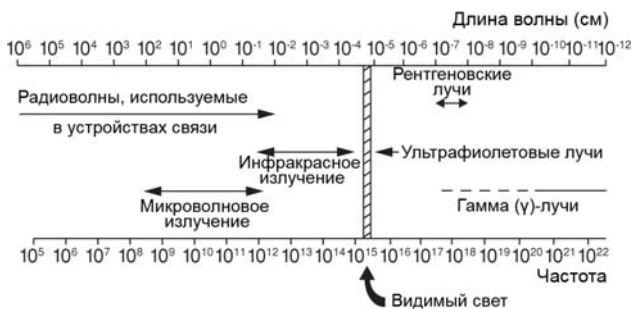 Длина волны (см)
10⁶ 10⁵ 10⁴ 10³ 10² 10¹ 10⁰ 10⁻¹ 10⁻² 10⁻³ 10⁻⁴ 10⁻⁵ 10⁻⁶ 10⁻⁷ 10⁻⁸ 10⁻⁹ 10⁻¹⁰ 10⁻¹¹ 10⁻¹²
Рентгеновские
лучи
Радиоволны, используемые
в устройствах связи
Инфракрасное
излучение
Ультрафиолетовые лучи
Микроволновое
излучение
Гамма (γ)-лучи
10⁵ 10⁶ 10⁷ 10⁸ 10⁹ 10¹⁰ 10¹¹ 10¹² 10¹³ 10¹⁴ 10¹⁵ 10¹⁶ 10¹⁷ 10¹⁸ 10¹⁹ 10²⁰ 10²¹ 10²²
Частота
Видимый свет